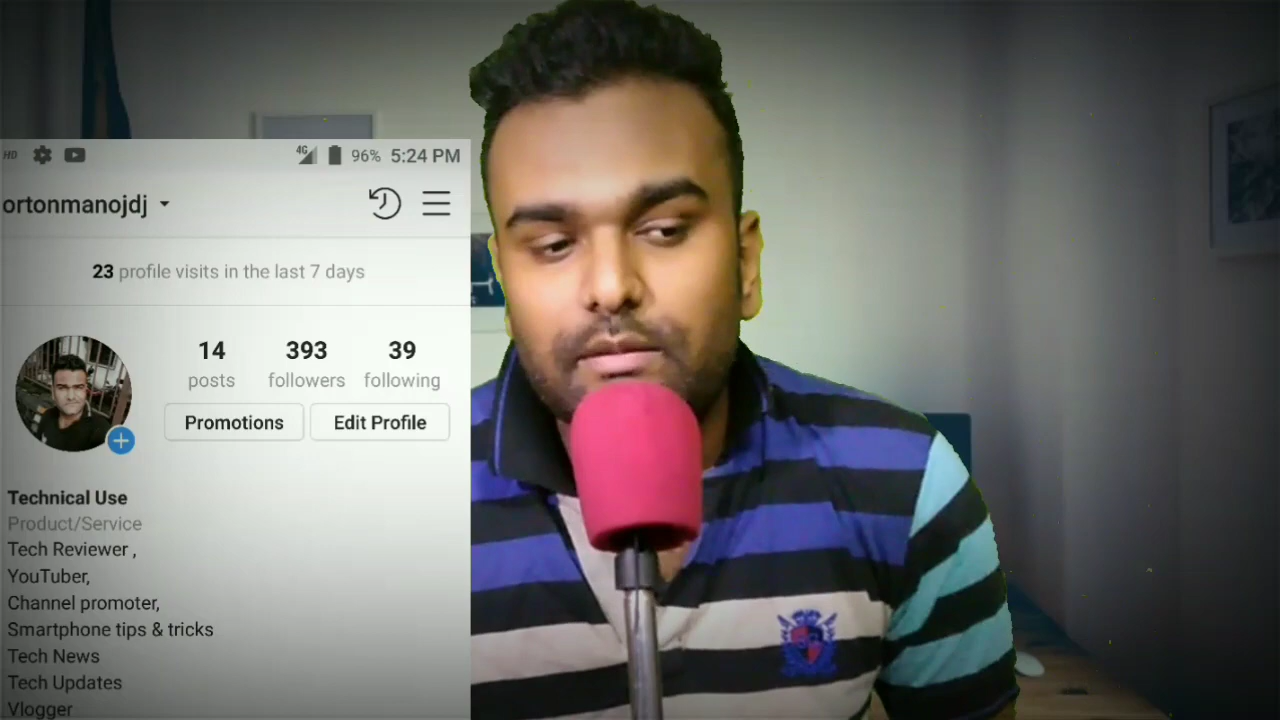 HD 4G 96% 5:24 PM
ortonmanojdj
23 profile visits in the last 7 days
14 393 39
posts followers following
Promotions Edit Profile
Technical Use
Product/Service
Tech Reviewer ,
YouTuber,
Channel promoter,
Smartphone tips & tricks
Tech News
Tech Updates
Vlogger